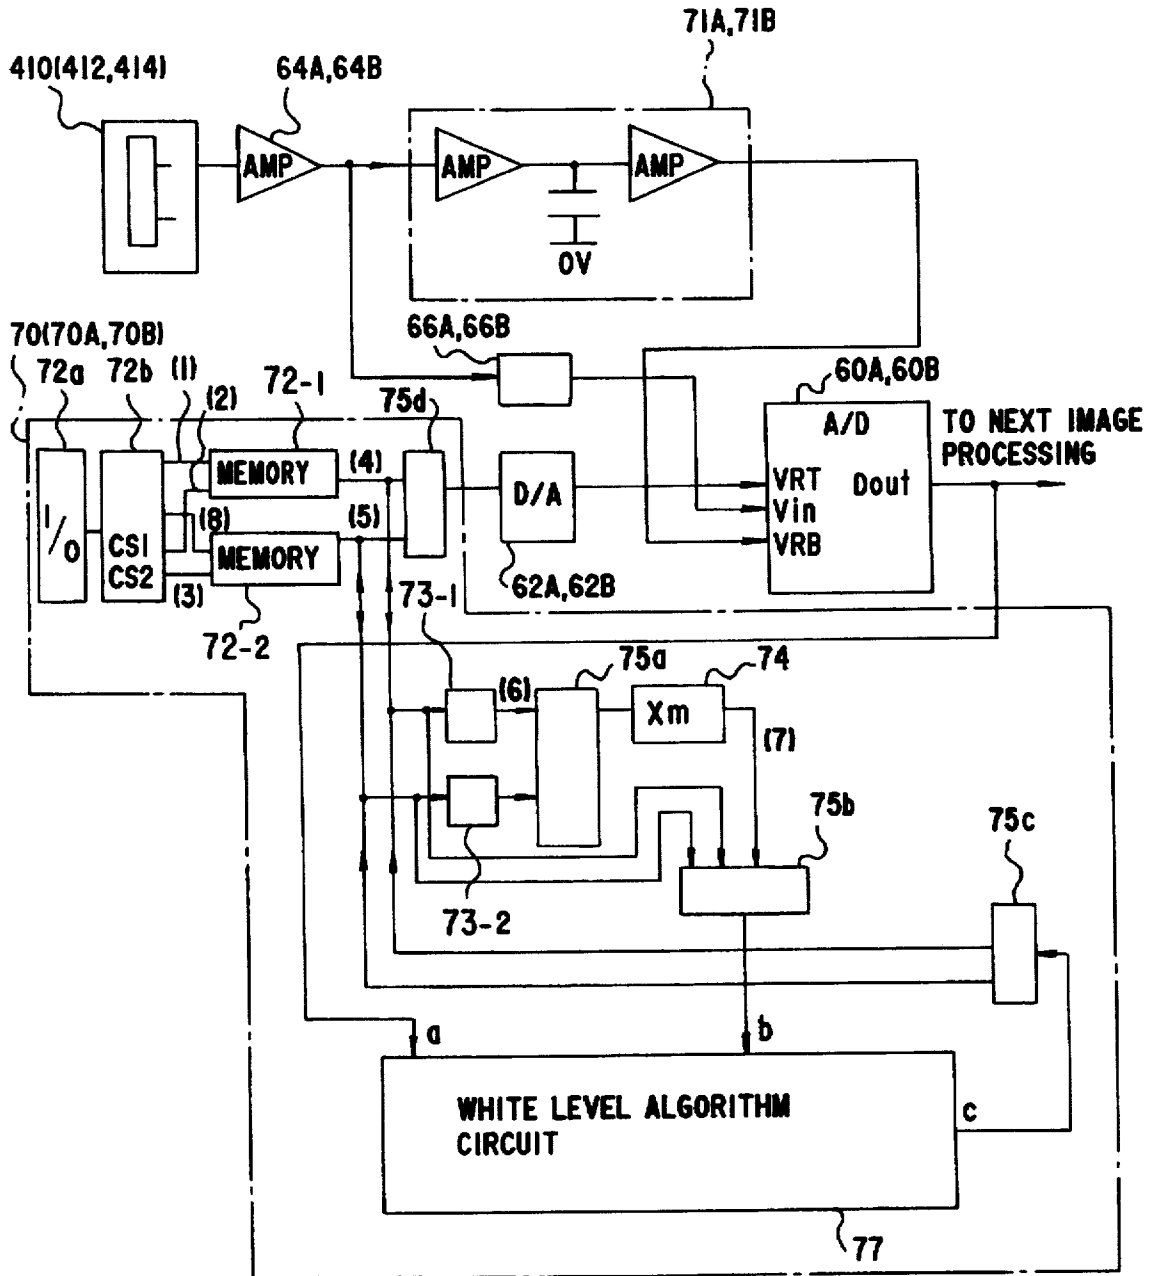 71A,71B
410(412,414)
64A,64B
AMP
AMP
AMP
0V
70(70A,70B)
66A,66B
72a
72b
(1)
(2)
72-1
75d
60A,60B
A/D
TO NEXT IMAGE
PROCESSING
I/O
MEMORY
(4)
D/A
VRT
Dout
Vin
VRB
CS1
CS2
(8)
(5)
MEMORY
(3)
72-2
73-1
62A,62B
75a
74
(6)
Xm
(7)
75b
75c
73-2
a
b
WHITE LEVEL ALGORITHM
CIRCUIT
c
77